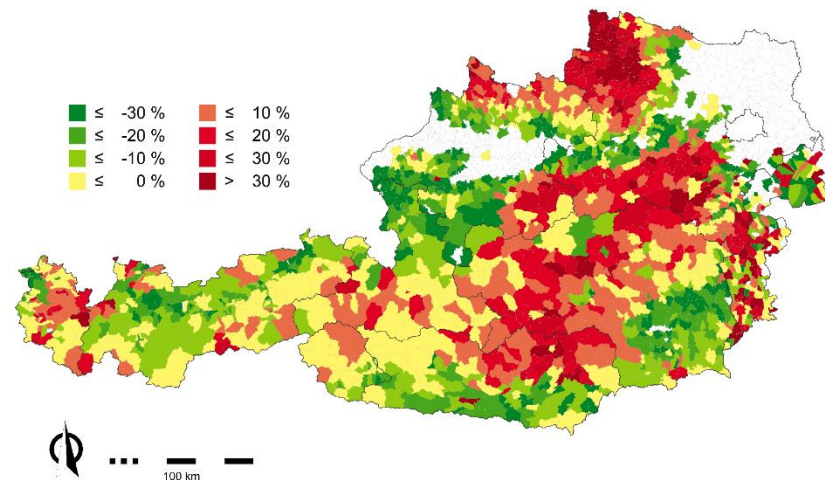 ≤ -30 %
≤ -20 %
≤ -10 %
≤ 0 %
≤ 10 %
≤ 20 %
≤ 30 %
> 30 %
100 km